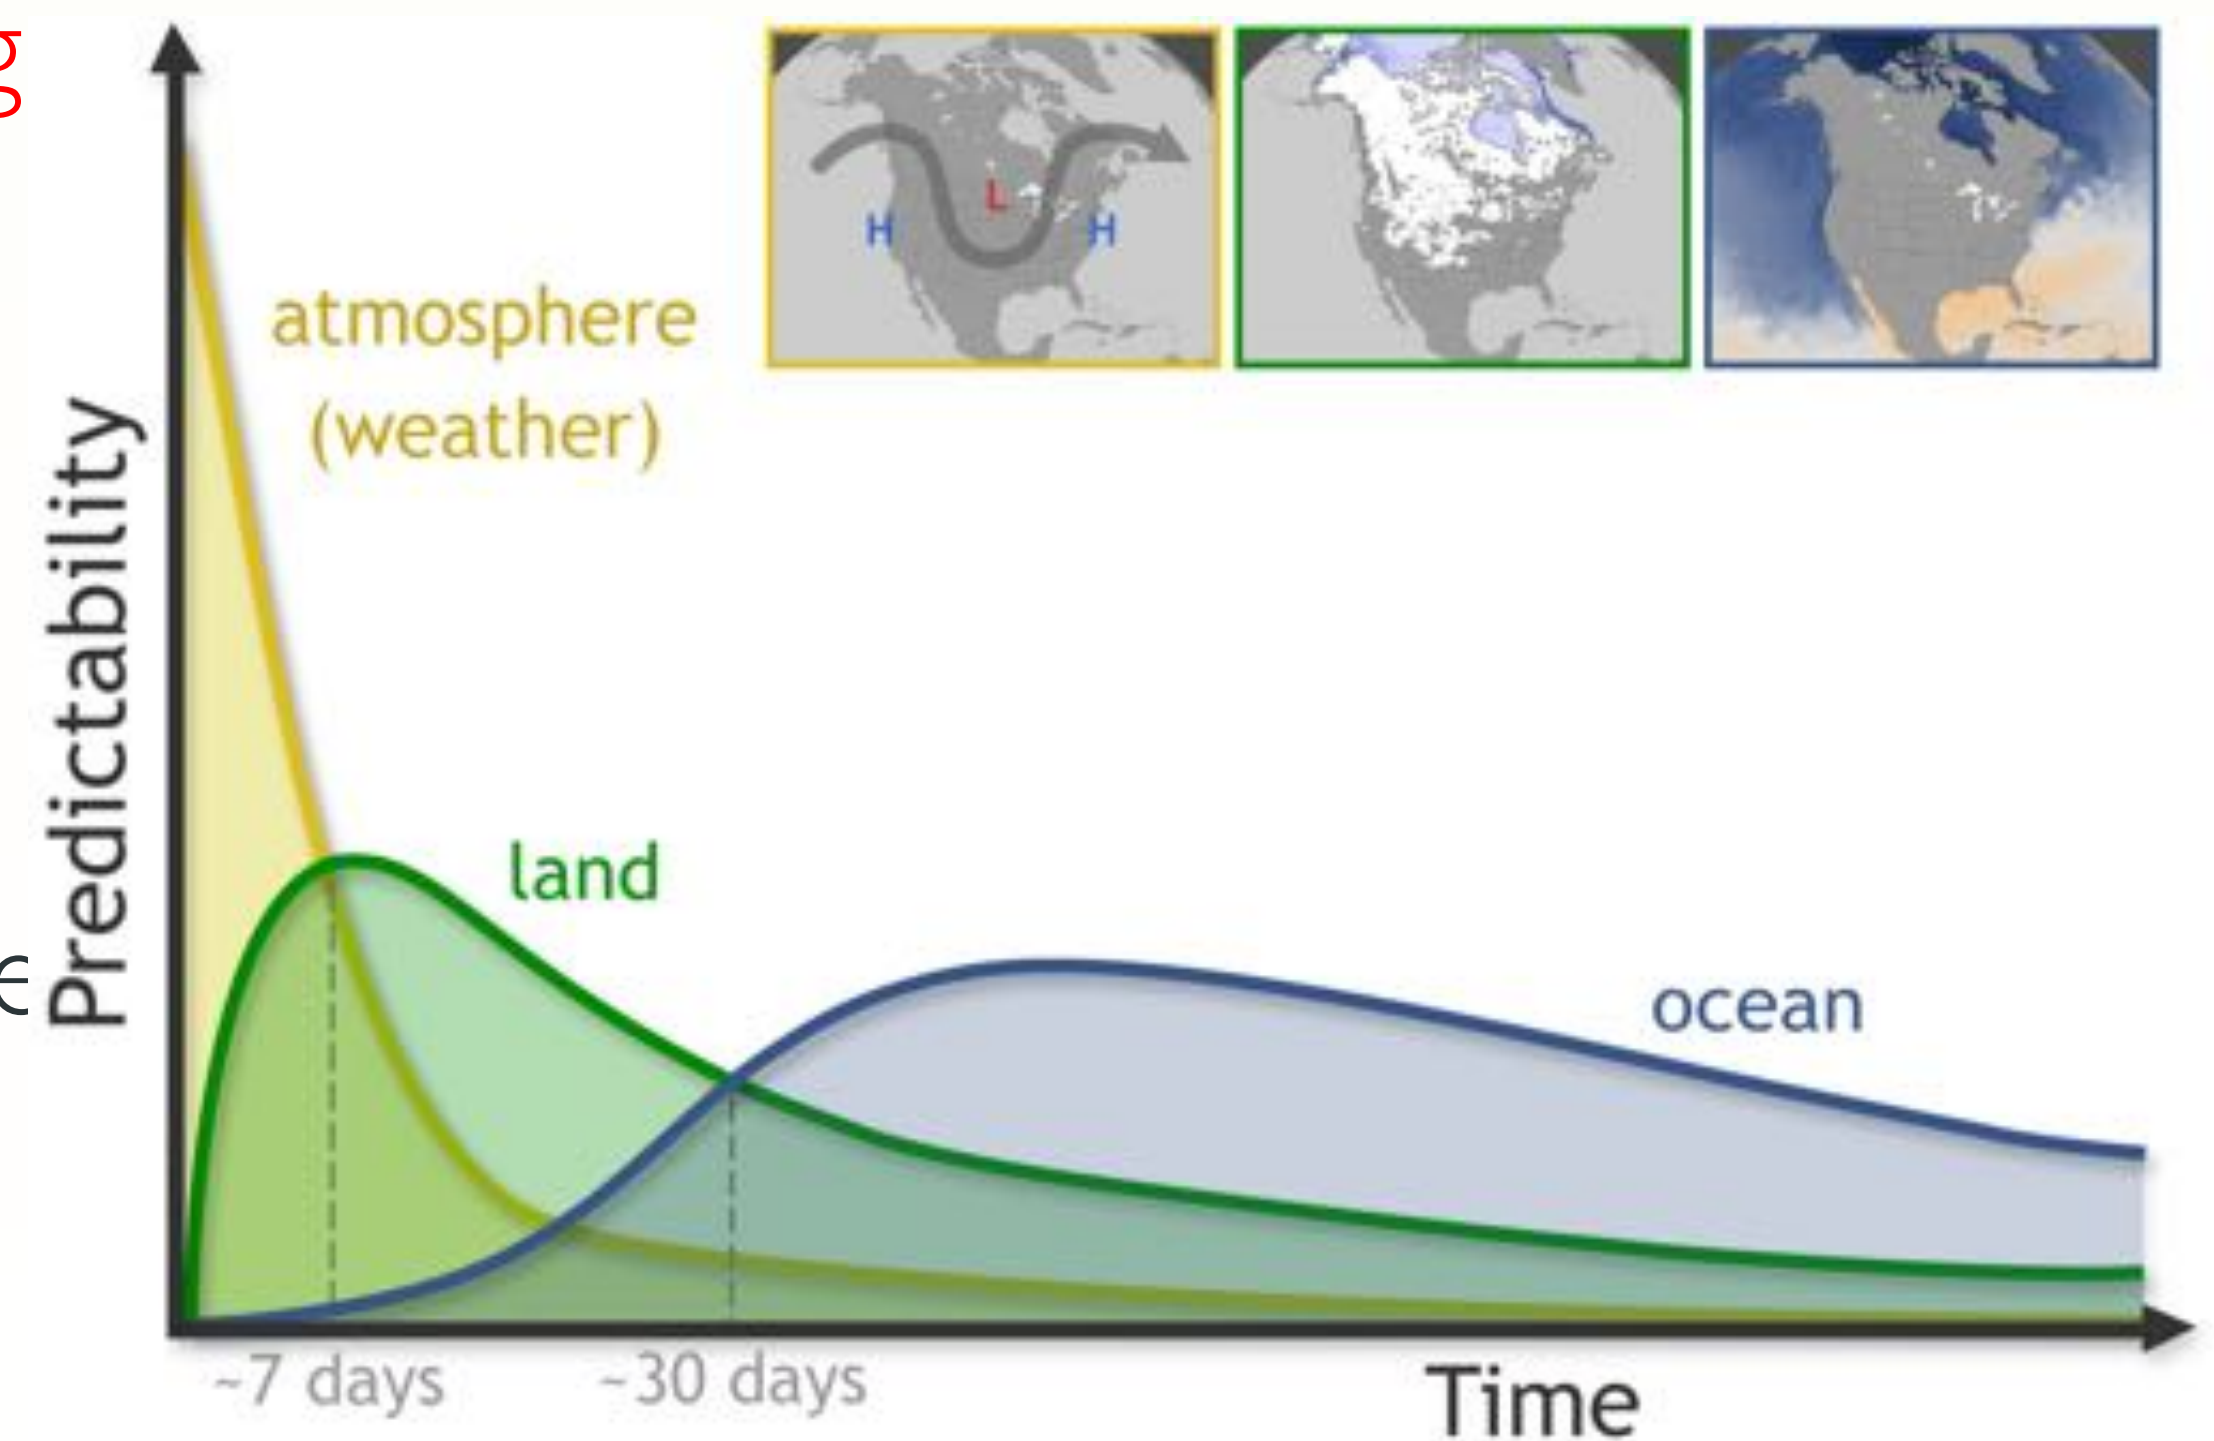 g
H
L
H
atmosphere
(weather)
Predictability
land
ocean
e
~7 days
~30 days
Time